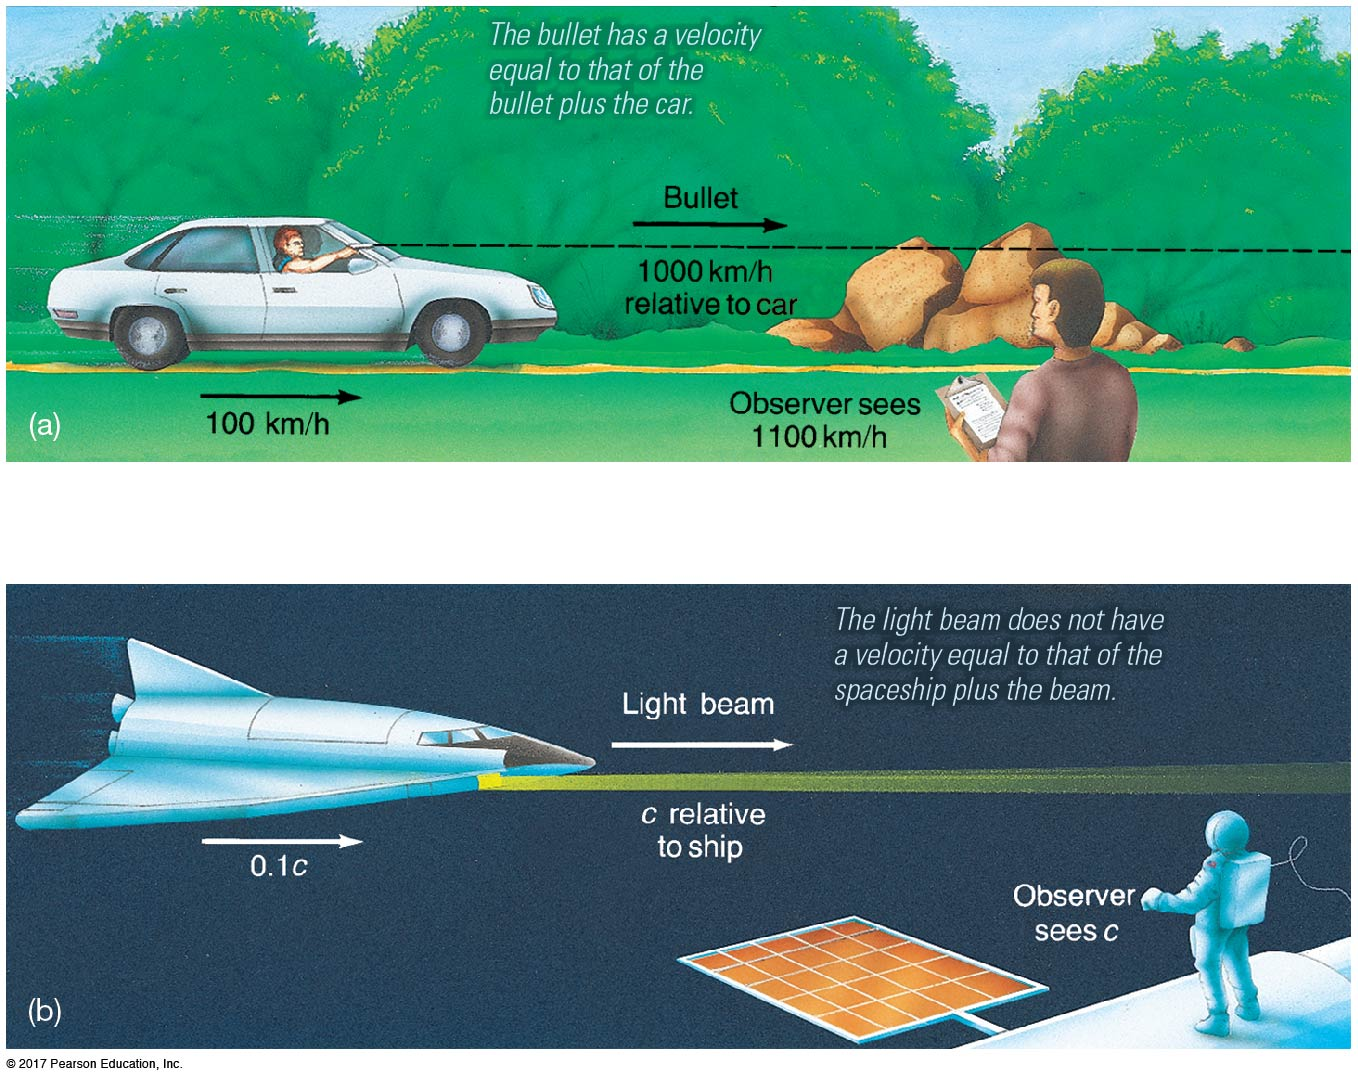 The bullet has a velocity
equal to that of the
bullet plus the car.
Bullet
1000 km/h
relative to car
100 km/h
Observer sees
1100 km/h
(a)
The light beam does not have
a velocity equal to that of the
spaceship plus the beam.
Light beam
c relative
to ship
0.1c
Observer
sees c
(b)
© 2017 Pearson Education, Inc.